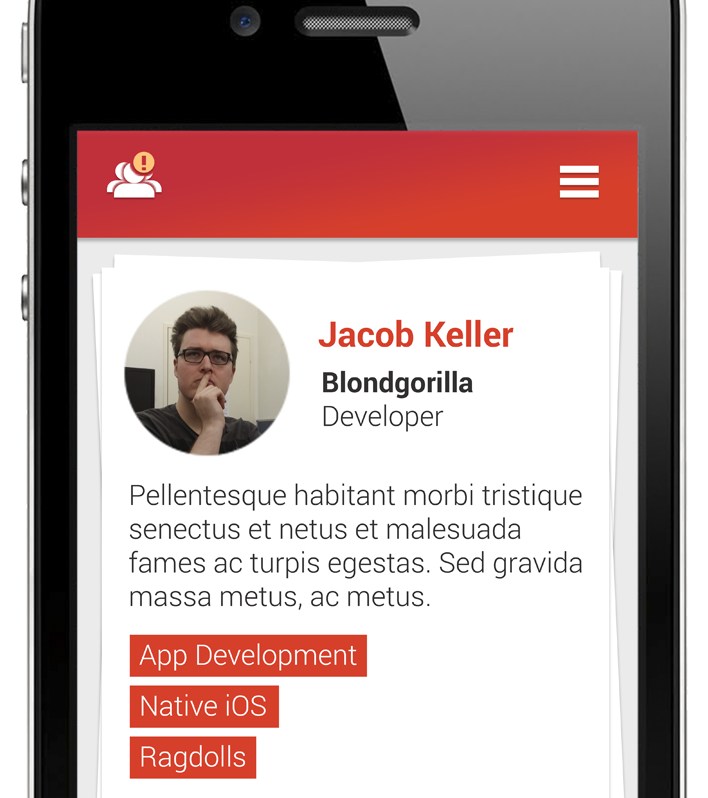 Jacob Keller
Blondgorilla
Developer
Pellentesque habitant morbi tristique
senectus et netus et malesuada
fames ac turpis egestas. Sed gravida
massa metus, ac metus.
App Development
Native iOS
Ragdolls